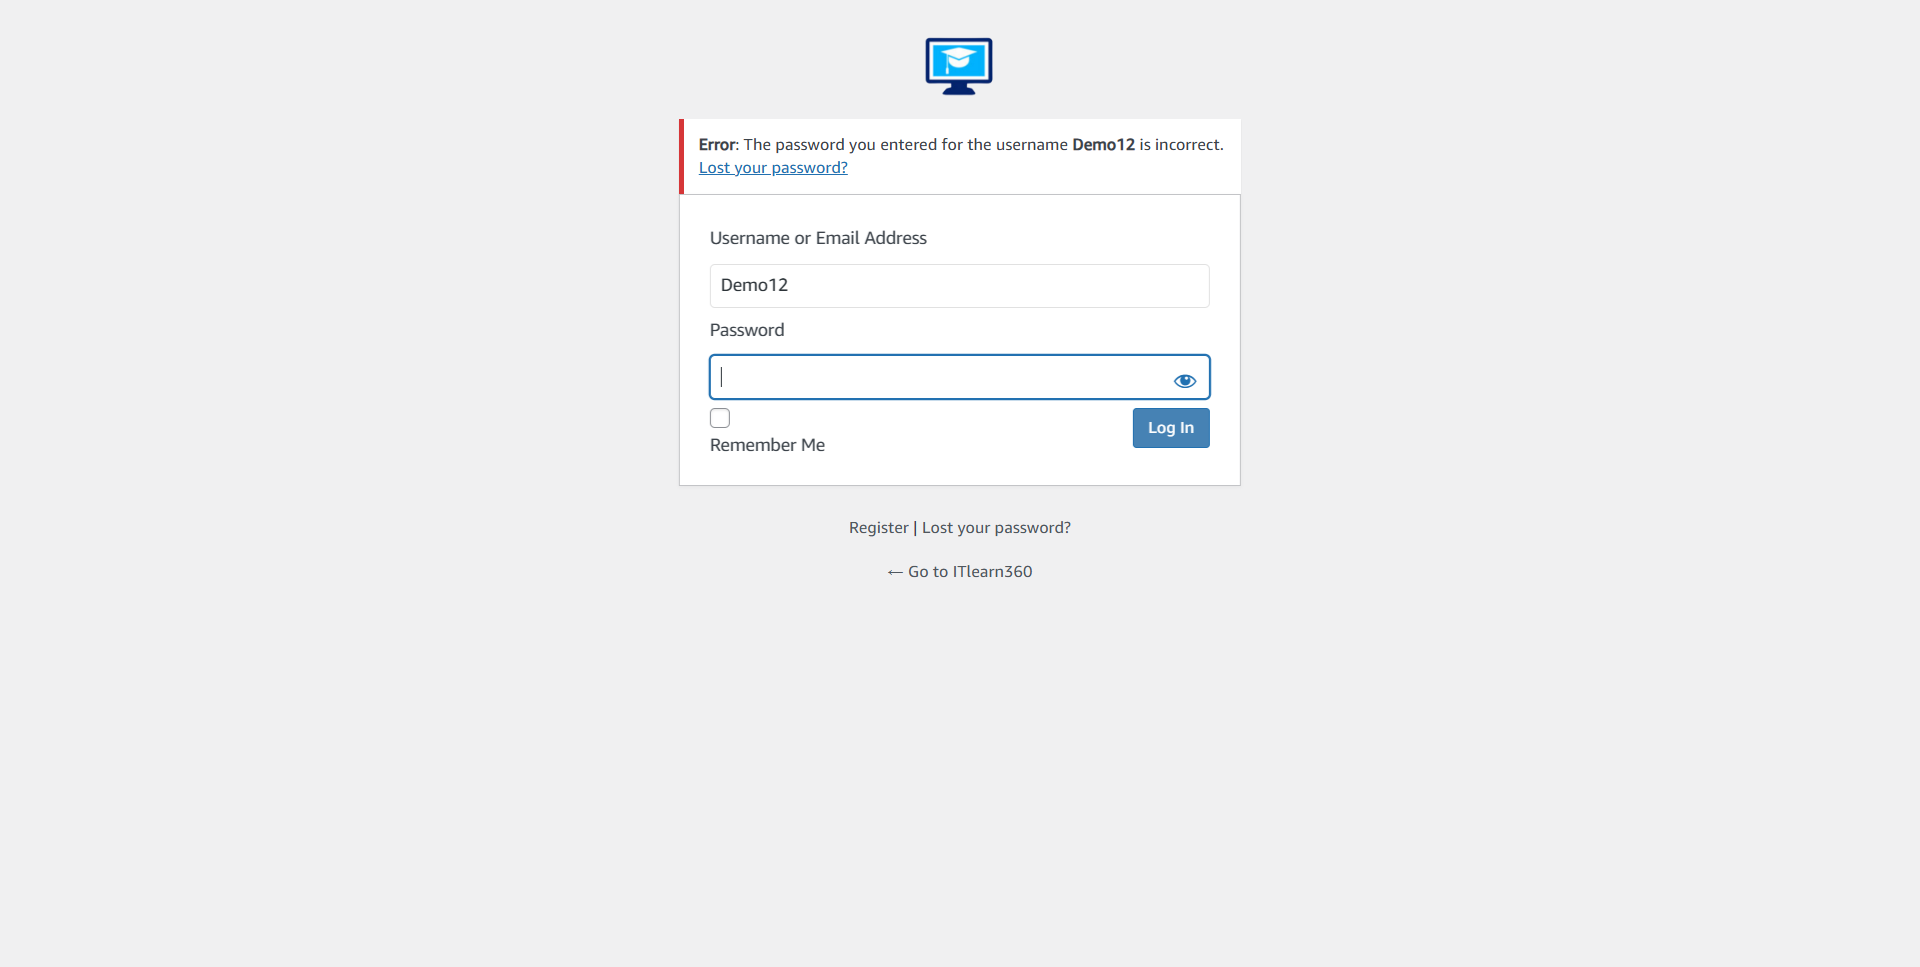 Error: The password you entered for the username Demo12 is incorrect.
Lost your password?
Username or Email Address
Demo12
Password
Remember Me
Log In
Register | Lost your password?
← Go to ITlearn360